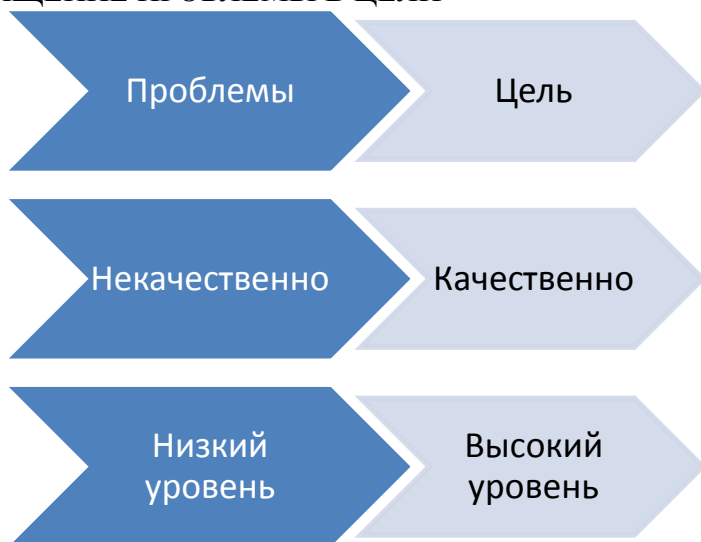 Проблемы
Цель
Некачественно
Качественно
Низкий
уровень
Высокий
уровень